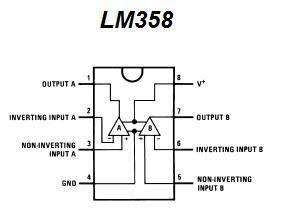 LM358
OUTPUT A 1
8 V+
INVERTING INPUT A 2
7 OUTPUT B
A
B
- +
+ -
NON-INVERTING INPUT A 3
6 INVERTING INPUT B
GND 4
5 NON-INVERTING INPUT B